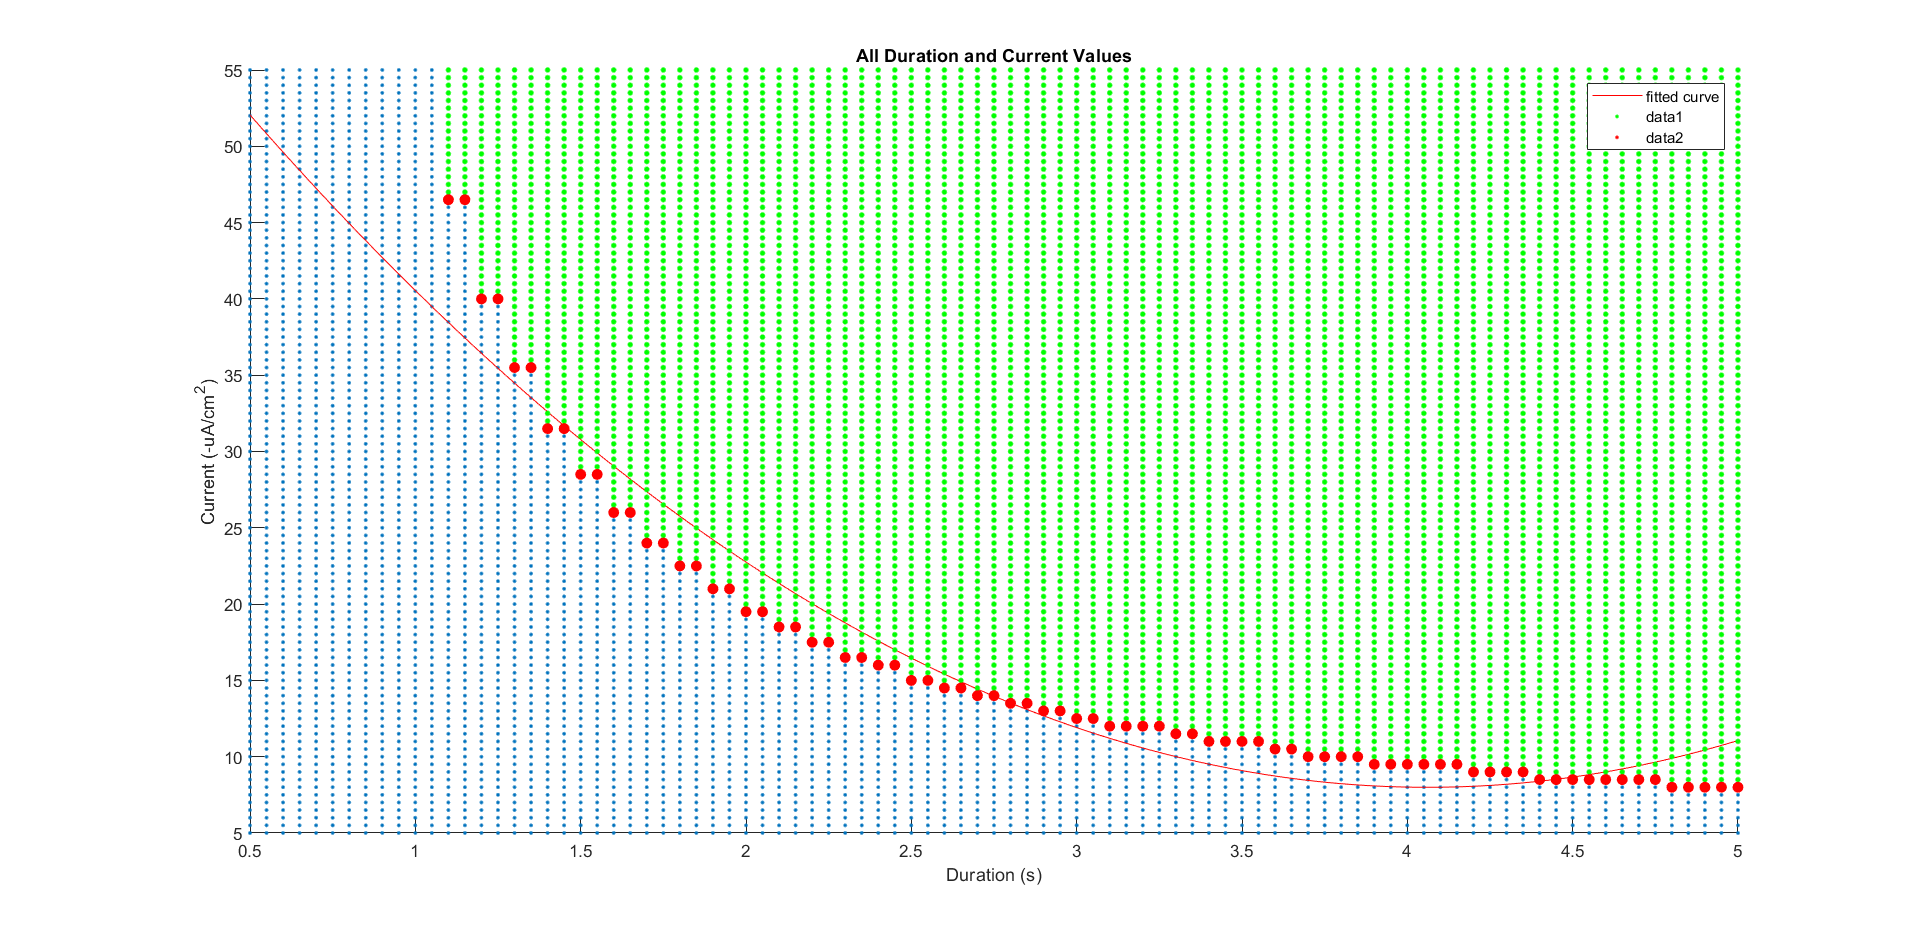 All Duration and Current Values
55
50
45
40
35
30
25
20
15
10
5
Current (-uA/cm²)
fitted curve
data1
data2
0.5 1 1.5 2 2.5 3 3.5 4 4.5 5
Duration (s)